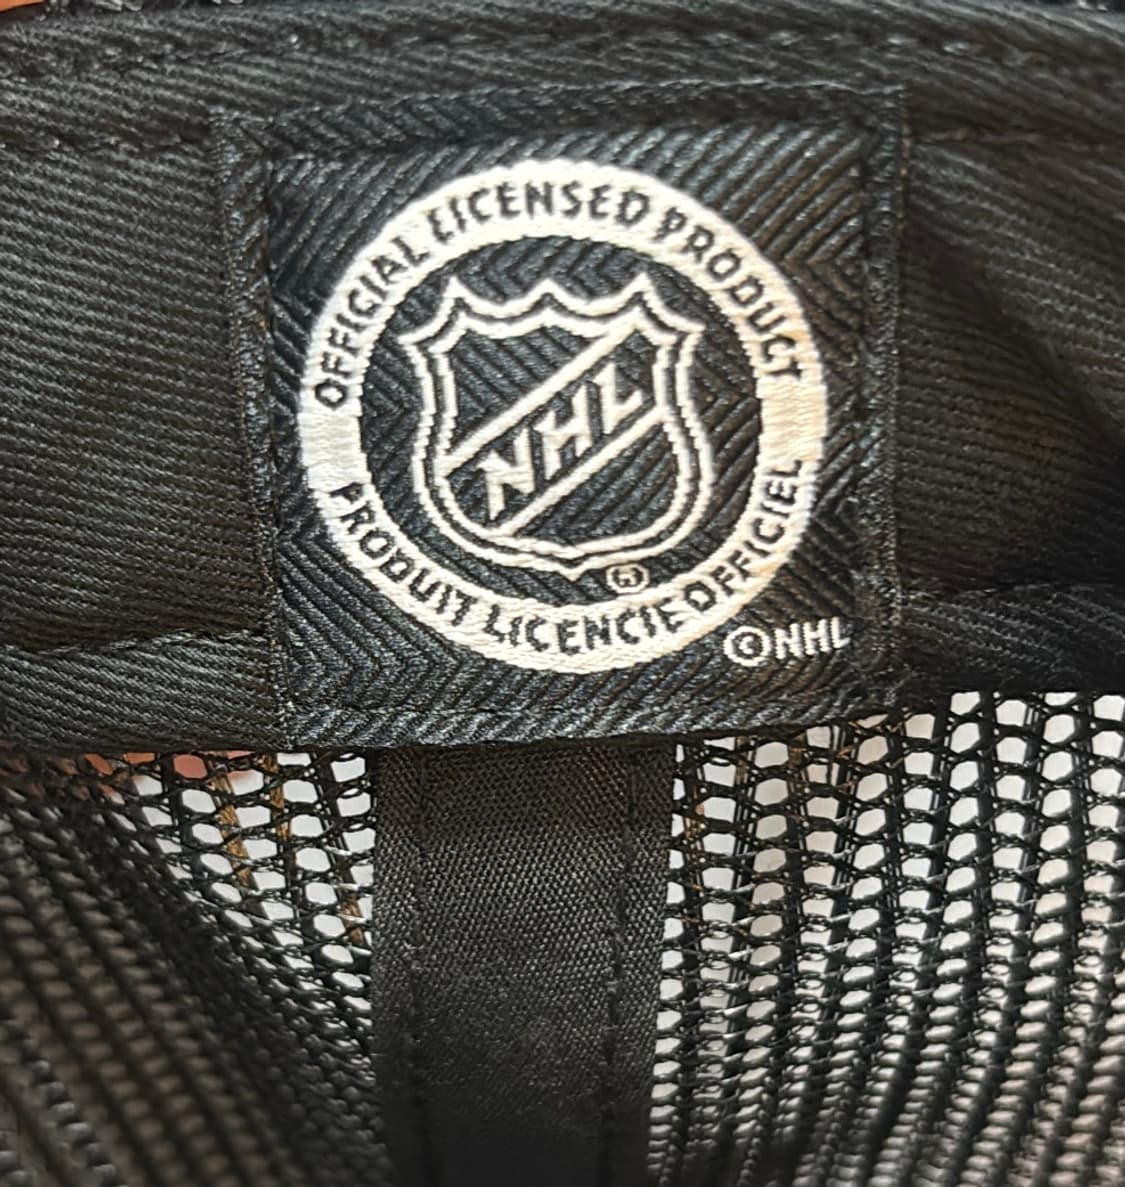 OFFICIAL LICENSED PRODUCT
NHL
®
PRODUIT LICENCIE OFFICIEL
©NHL